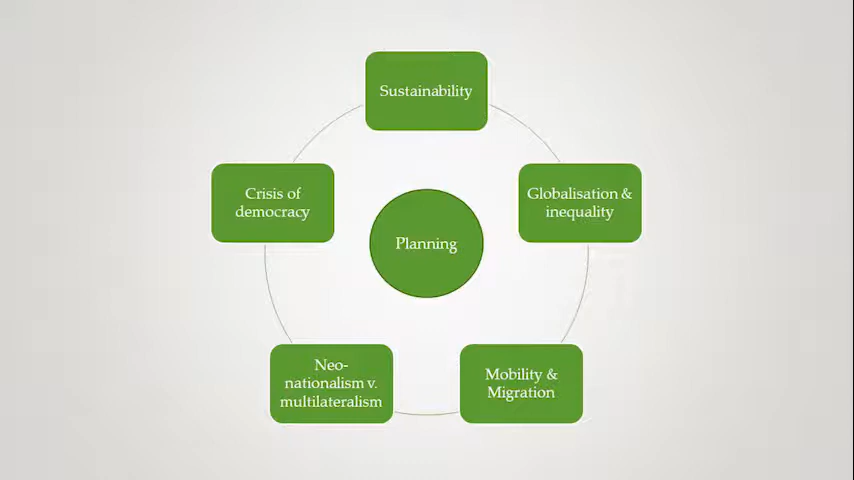 Sustainability
Globalisation &
inequality
Mobility &
Migration
Neo-
nationalism v.
multilateralism
Crisis of
democracy
Planning